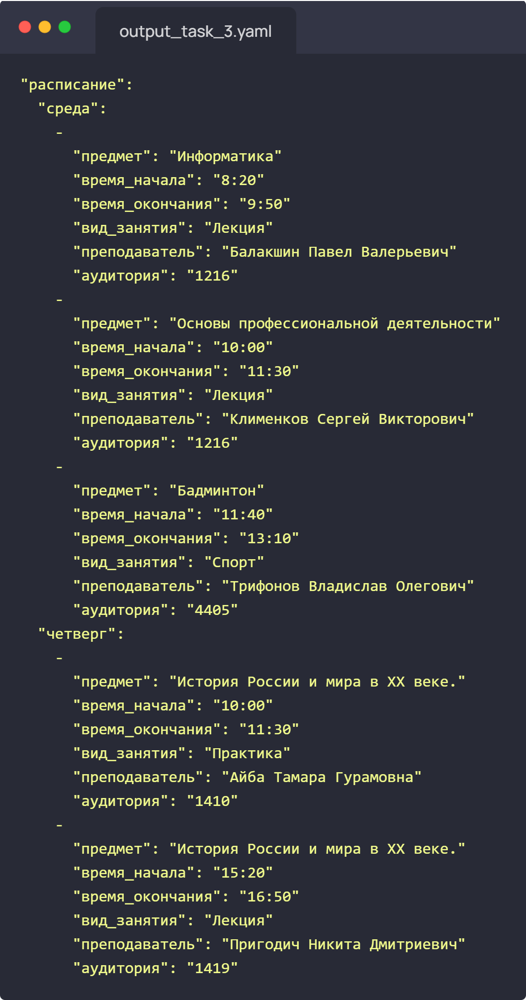 output_task_3.yaml
"расписание":
  "среда":
    -
      "предмет": "Информатика"
      "время_начала": "8:20"
      "время_окончания": "9:50"
      "вид_занятия": "Лекция"
      "преподаватель": "Балакшин Павел Валерьевич"
      "аудитория": "1216"
    -
      "предмет": "Основы профессиональной деятельности"
      "время_начала": "10:00"
      "время_окончания": "11:30"
      "вид_занятия": "Лекция"
      "преподаватель": "Клименков Сергей Викторович"
      "аудитория": "1216"
    -
      "предмет": "Бадминтон"
      "время_начала": "11:40"
      "время_окончания": "13:10"
      "вид_занятия": "Спорт"
      "преподаватель": "Трифонов Владислав Олегович"
      "аудитория": "4405"
  "четверг":
    -
      "предмет": "История России и мира в XX веке."
      "время_начала": "10:00"
      "время_окончания": "11:30"
      "вид_занятия": "Практика"
      "преподаватель": "Айба Тамара Гурамовна"
      "аудитория": "1410"
    -
      "предмет": "История России и мира в XX веке."
      "время_начала": "15:20"
      "время_окончания": "16:50"
      "вид_занятия": "Лекция"
      "преподаватель": "Пригодич Никита Дмитриевич"
      "аудитория": "1419"